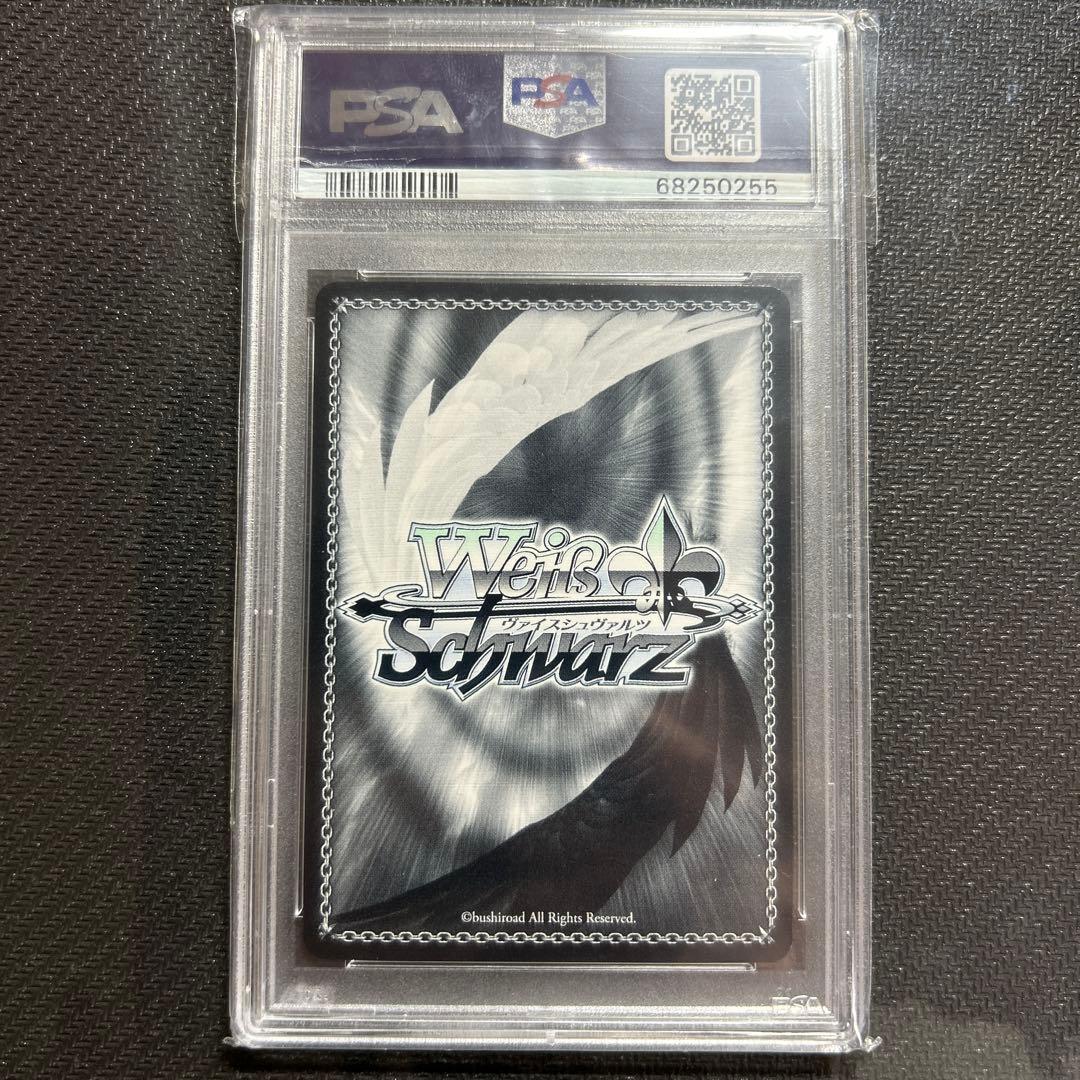 PSA
PSA
68250255
Weiß
ヴァイスシュヴァルツ
Schwarz
©bushiroad All Rights Reserved.
PSA